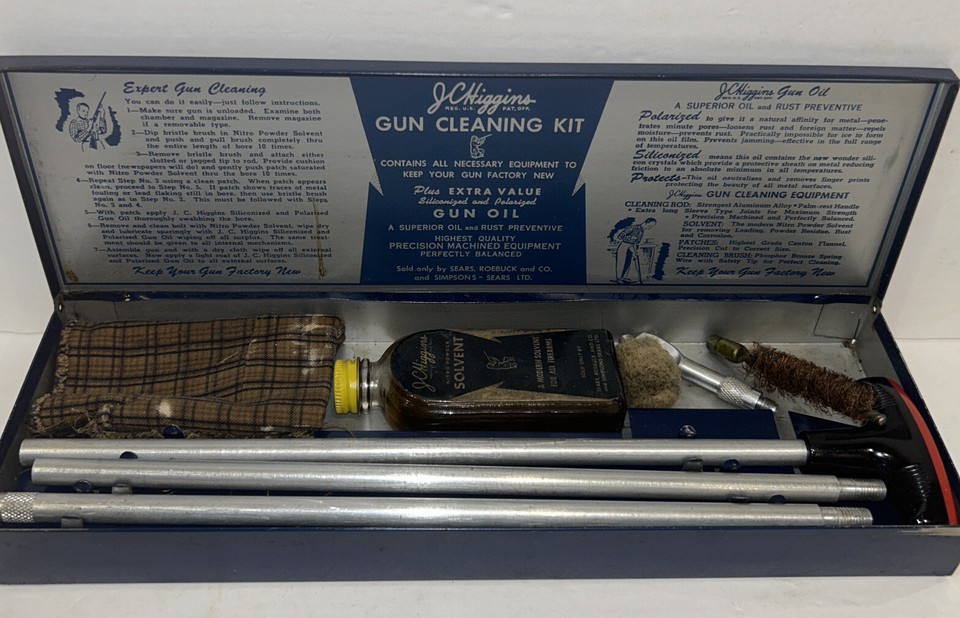 Expert Gun Cleaning
You can do it easily—just follow instructions.
1—Make sure gun is unloaded. Examine both
chamber and magazine. Remove magazine
if a removable type.
2—Dip bristle brush in Nitro Powder Solvent
and push and pull brush completely thru
the entire length of bore 10 times.
3—Remove bristle brush and attach either
slotted or jagged tip to rod. Provide cushion
on floor (newspapers will do) and gently push patch saturated
with Nitro Powder Solvent thru the bore 10 times.
4—Repeat Step No. 3 using a clean patch. When patch appears
clean, proceed to Step No. 5. If patch shows traces of metal
fouling or lead flaking still in bore, then use bristle brush
again as in Step No. 2. This must be followed with Steps
No. 3 and 4.
5—With patch apply J. C. Higgins Siliconized and Polarized
Gun Oil thoroughly swabbing the bore.
6—Remove and clean bolt with Nitro Powder Solvent, wipe dry
and lubricate sparingly with J. C. Higgins Siliconized and
Polarized Gun Oil wiping off all surplus. The same treat-
ment should be given to all internal mechanisms.
7—Assemble gun and with a dry cloth wipe off all external
surfaces. Now apply a light coat of J. C. Higgins Siliconized
and Polarized Gun Oil to all external surfaces.
Keep Your Gun Factory New
J.C.Higgins
REG. U.S. PAT. OFF.
GUN CLEANING KIT
CONTAINS ALL NECESSARY EQUIPMENT TO
KEEP YOUR GUN FACTORY NEW
Plus EXTRA VALUE
Siliconized and Polarized
GUN OIL
A SUPERIOR OIL and RUST PREVENTIVE
HIGHEST QUALITY
PRECISION MACHINED EQUIPMENT
PERFECTLY BALANCED
Sold only by SEARS, ROEBUCK and CO.
and SIMPSONS-SEARS LTD.
J.C.Higgins Gun Oil
A SUPERIOR OIL and RUST PREVENTIVE
Polarized to give it a natural affinity for metal—pene-
trates minute pores—loosens rust and foreign matter—repels
moisture—prevents rust. Practically impossible for ice to form
on this oil film. Prevents jamming—effective in the full range
of temperatures.
Siliconized means this oil contains the new wonder sili-
con crystals which provide a protective sheath on metal reducing
friction to an absolute minimum in all temperatures.
Protects—This oil neutralizes and removes finger prints
protecting the beauty of all metal surfaces.
J.C.Higgins GUN CLEANING EQUIPMENT
CLEANING ROD: Strongest Aluminum Alloy • Palm-rest Handle
• Extra long Sleeve Type Joints for Maximum Strength
• Precision Machined and Perfectly Balanced.
SOLVENT: The modern Nitro Powder Solvent
for removing Leading, Powder Residue, Rust
and Corrosion.
PATCHES: Highest Grade Canton Flannel,
Precision Cut to Correct Size.
CLEANING BRUSH: Phosphor Bronze Spring
Wire with Safety Tip for Perfect Cleaning.
Keep Your Gun Factory New
J.C.Higgins
NITRO POWDER
SOLVENT
A MODERN SOLVENT
FOR ALL FIREARMS
SOLD ONLY BY
SEARS, ROEBUCK AND CO.